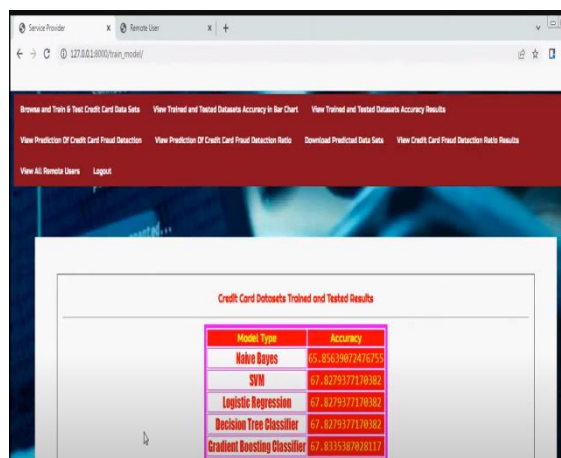 Service Provider
Remote User
127.0.0.1:8000/train_model/
Browse and Train & Test Credit Card Data Sets View Trained and Tested Datasets Accuracy in Bar Chart View Trained and Tested Datasets Accuracy Results
View Prediction Of Credit Card Fraud Detection View Prediction Of Credit Card Fraud Detection Ratio Download Predicted Data Sets View Credit Card Fraud Detection Ratio Results
View All Remote Users Logout
Credit Card Datasets Trained and Tested Results
Model Type Accuracy
Naive Bayes 65.85639072476755
SVM 67.8279377170382
Logistic Regression 67.8279377170382
Decision Tree Classifier 67.8279377170382
Gradient Boosting Classifier 67.8335387028117